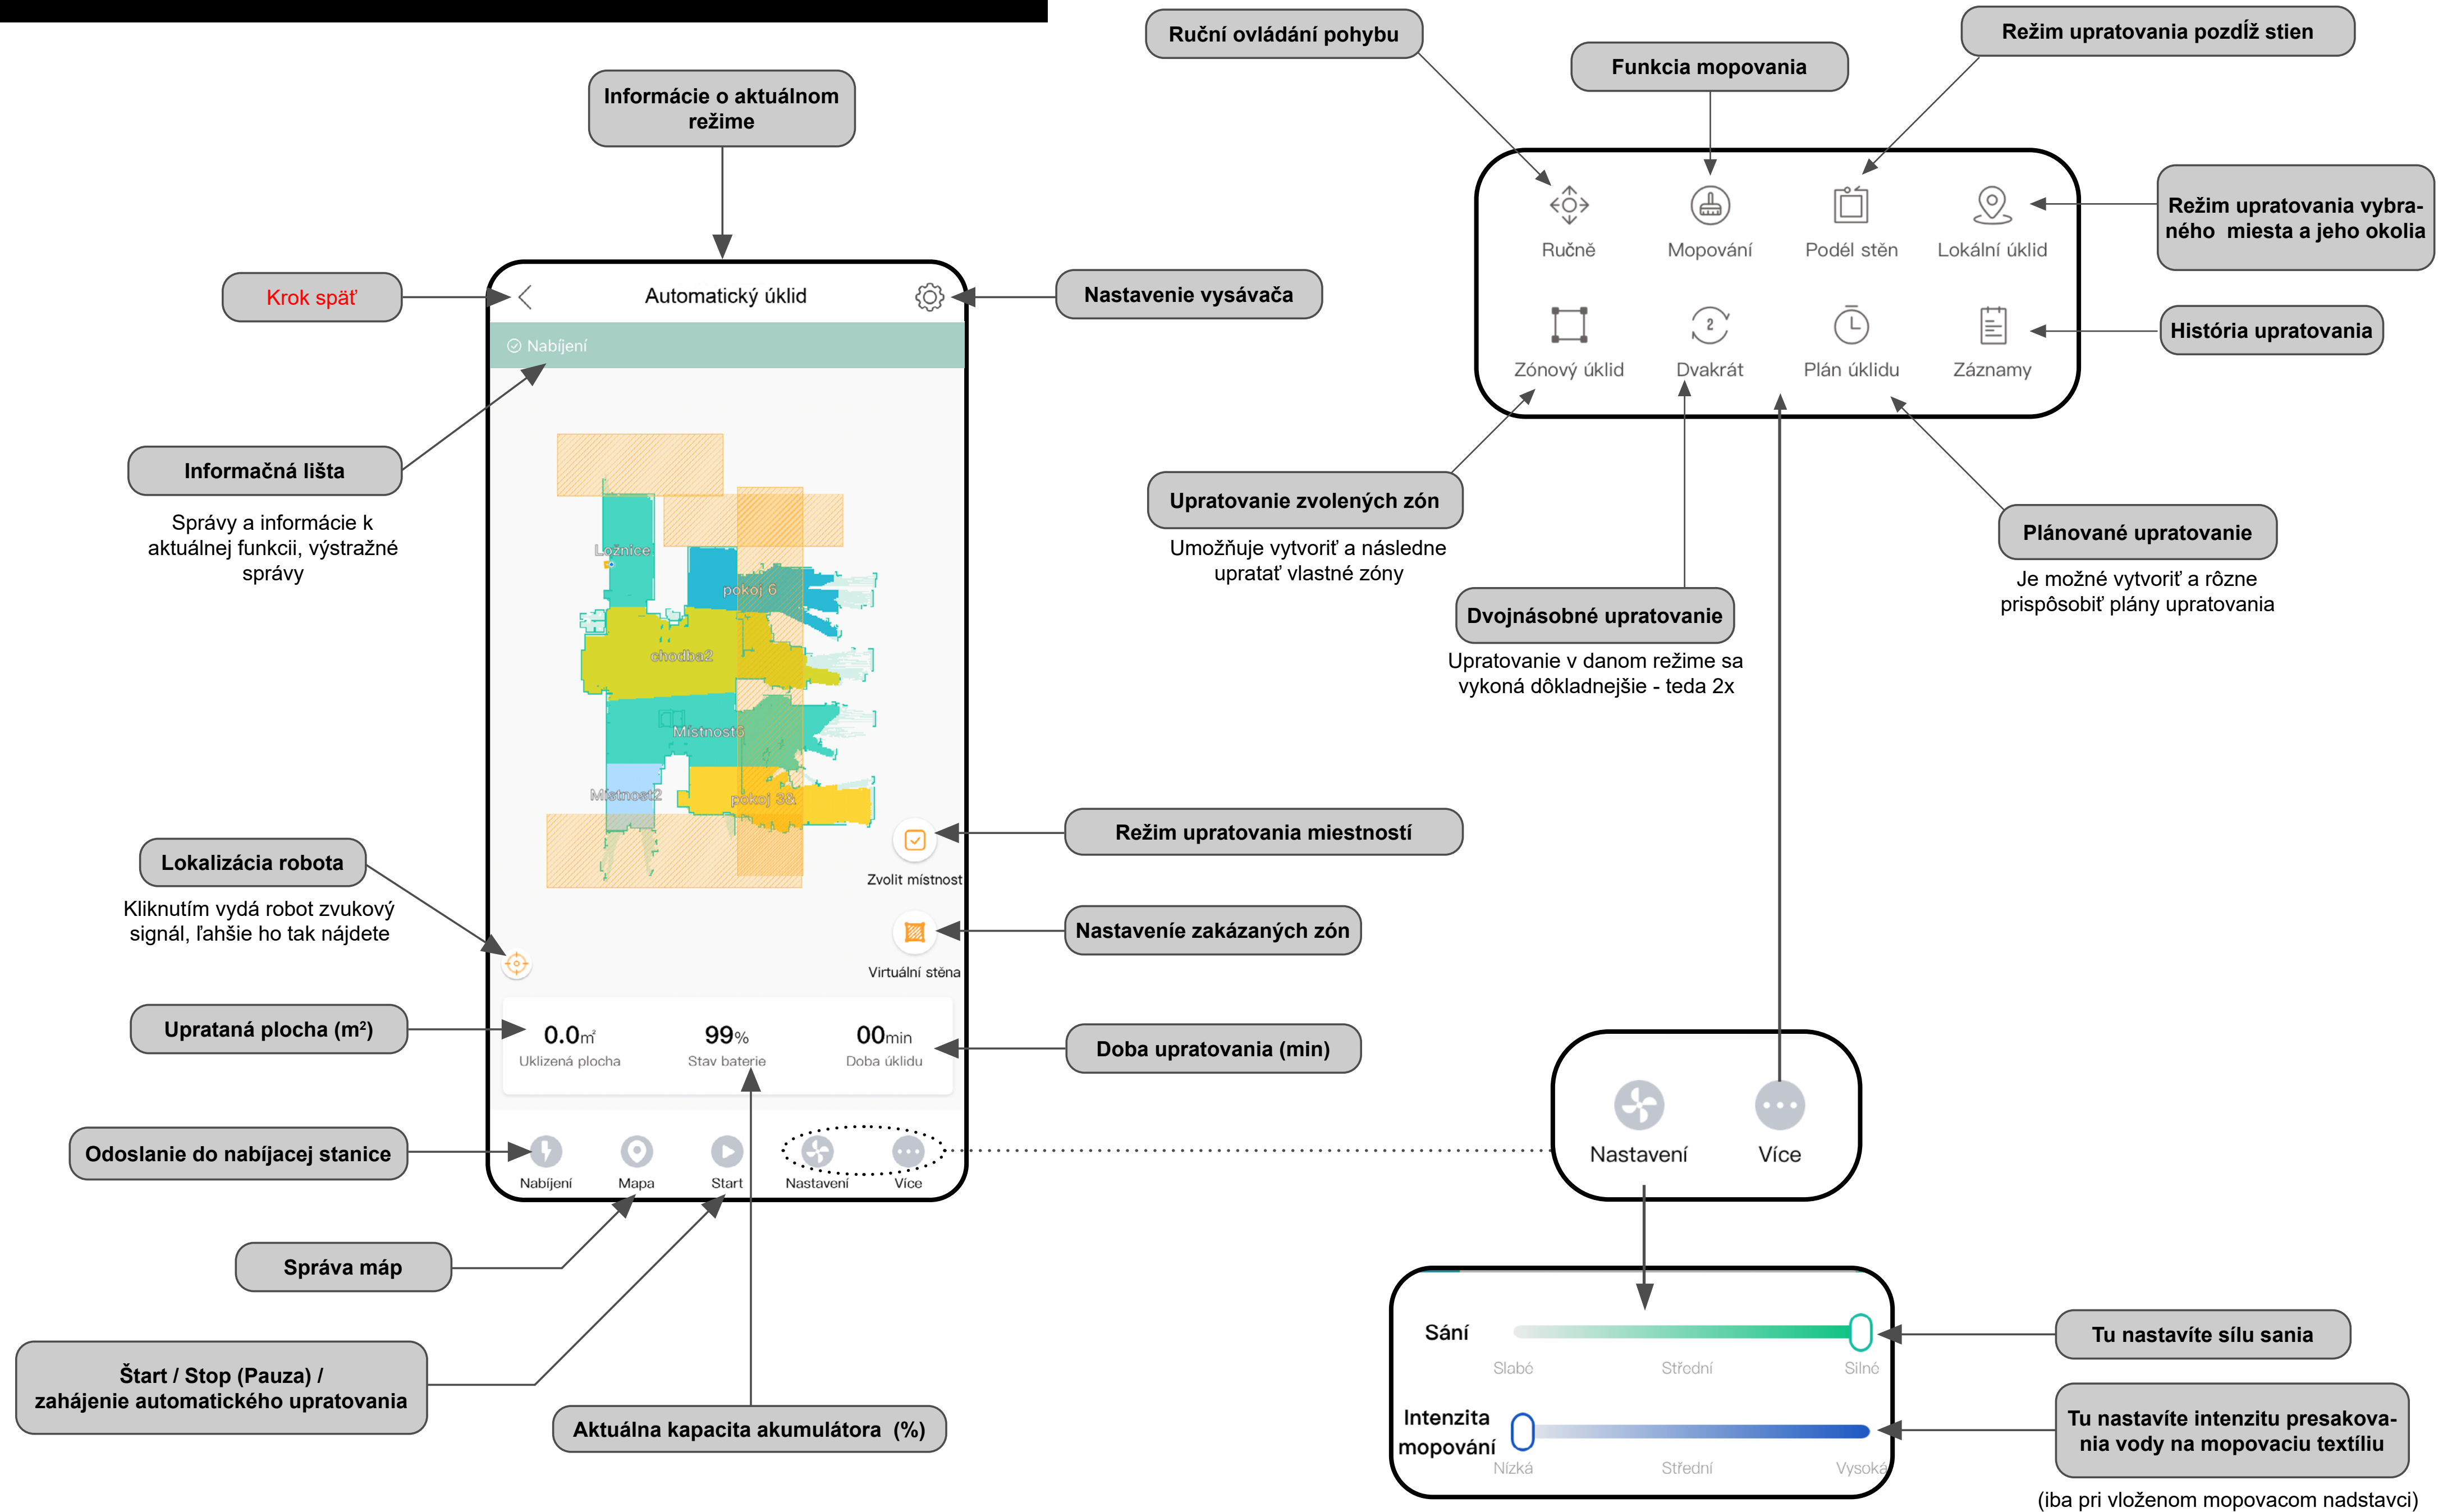 Ruční ovládání pohybu
Funkcia mopovania
Režim upratovania pozdĺž stien
Informácie o aktuálnom
režime
Ručně
Mopování
Podél stěn
Lokální úklid
Režim upratovania vybra-
ného  miesta a jeho okolia
Krok späť
Automatický úklid
Nastavenie vysávača
Zónový úklid
2
Dvakrát
Plán úklidu
Záznamy
História upratovania
Nabíjení
Informačná lišta
Správy a informácie k
aktuálnej funkcii, výstražné
správy
Upratovanie zvolených zón
Umožňuje vytvoriť a následne
upratať vlastné zóny
Dvojnásobné upratovanie
Upratovanie v danom režime sa
vykoná dôkladnejšie - teda 2x
Plánované upratovanie
Je možné vytvoriť a rôzne
prispôsobiť plány upratovania
Ložnice
pokoj 6
chodba2
Místnost5
Místnost2
pokoj 3&
Režim upratovania miestností
Zvolit místnost
Lokalizácia robota
Kliknutím vydá robot zvukový
signál, ľahšie ho tak nájdete
Nastaveníe zakázaných zón
Virtuální stěna
Uprataná plocha (m²)
0.0㎡
Uklizená plocha
99%
Stav baterie
00min
Doba úklidu
Doba upratovania (min)
Odoslanie do nabíjacej stanice
Nabíjení
Mapa
Start
Nastavení
Více
Nastavení
Více
Správa máp
Štart / Stop (Pauza) /
zahájenie automatického upratovania
Aktuálna kapacita akumulátora  (%)
Sání
Slabé
Střední
Silné
Tu nastavíte sílu sania
Intenzita
mopování
Nízká
Střední
Vysoká
Tu nastavíte intenzitu presakova-
nia vody na mopovaciu textíliu
(iba pri vloženom mopovacom nadstavci)